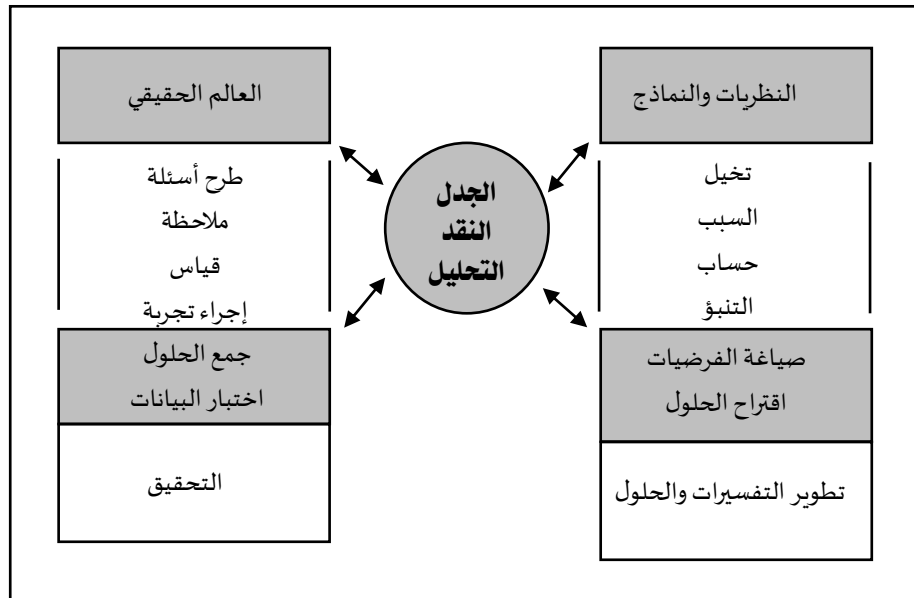 النظريات والنماذج
تخيل
السبب
حساب
التنبؤ
صياغة الفرضيات
اقتراح الحلول
تطوير التفسيرات والحلول
الجدل
النقد
التحليل
العالم الحقيقي
طرح أسئلة
ملاحظة
قياس
إجراء تجربة
جمع الحلول
اختبار البيانات
التحقيق